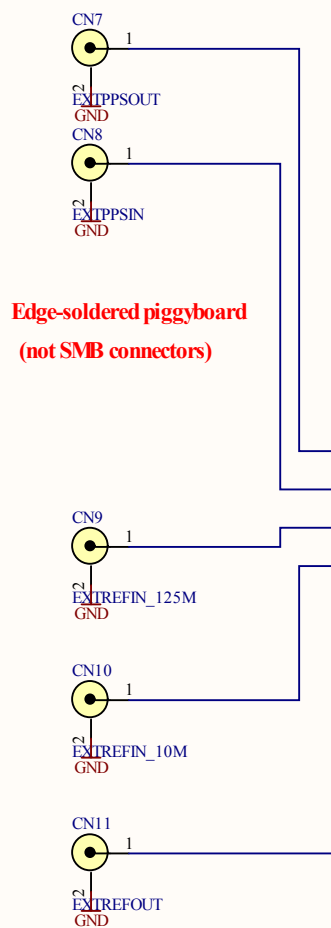 CN7
1
2
EXTPPSOUT
GND
CN8
1
2
EXTPPSIN
GND
Edge-soldered piggyboard
(not SMB connectors)
CN9
1
2
EXTREFIN_125M
GND
CN10
1
2
EXTREFIN_10M
GND
CN11
1
2
EXTREFOUT
GND